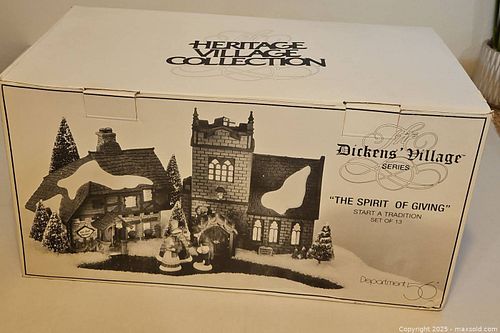 HERITAGE
VILLAGE
COLLECTION
The
Dickens' Village
SERIES
"THE SPIRIT OF GIVING"
START A TRADITION
SET OF 13
Department 56
Copyright © 2025 - maxsold.com